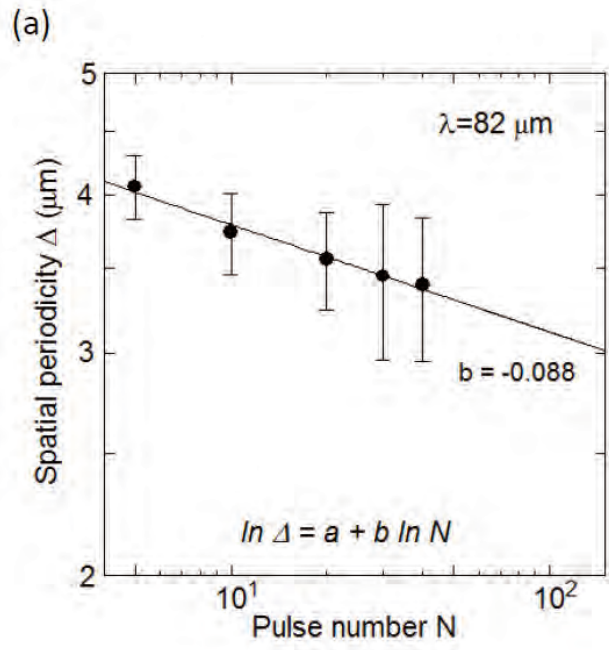 (a)
5
λ=82 μm
4
Spatial periodicity Δ (μm)
3
b = -0.088
ln Δ = a + b ln N
2
10¹
10²
Pulse number N